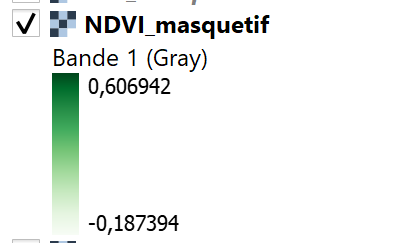 NDVI_masquetif
Bande 1 (Gray)
0,606942
-0,187394